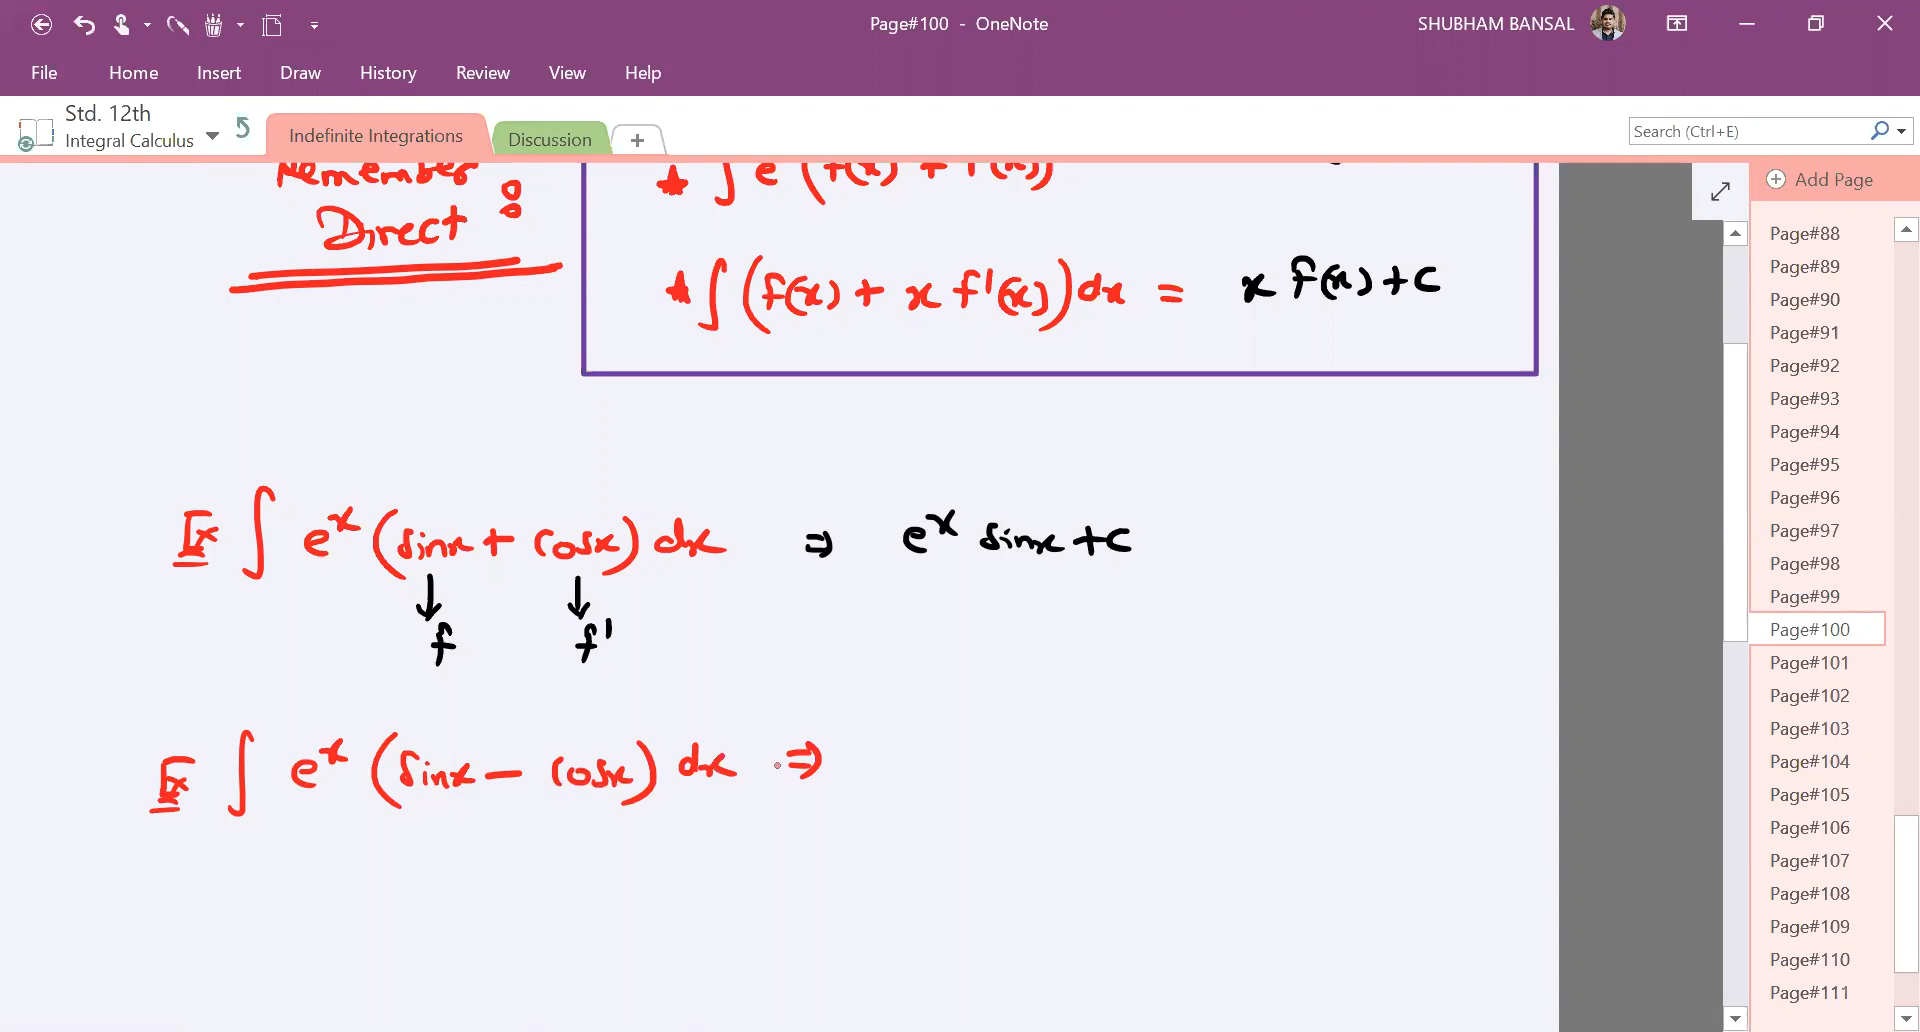 Page#100 - OneNote
SHUBHAM BANSAL
File Home Insert Draw History Review View Help
Std. 12th
Integral Calculus
Indefinite Integrations
Discussion
+
Search (Ctrl+E)
Add Page
Page#88
Page#89
Page#90
Page#91
Page#92
Page#93
Page#94
Page#95
Page#96
Page#97
Page#98
Page#99
Page#100
Page#101
Page#102
Page#103
Page#104
Page#105
Page#106
Page#107
Page#108
Page#109
Page#110
Page#111
Remember
Direct :
★ ∫ e (f(x) + f'(x))
★ ∫ (f(x) + x f'(x)) dx = x f(x) + c
Ex ∫ eˣ (sinx + cosx) dx ⇒ eˣ sinx + c
↓ ↓
f f'
Ex ∫ eˣ (sinx − cosx) dx ⇒